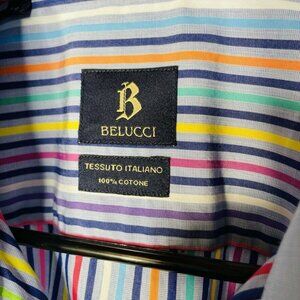 B
BELUCCI
TESSUTO ITALIANO
100% COTONE